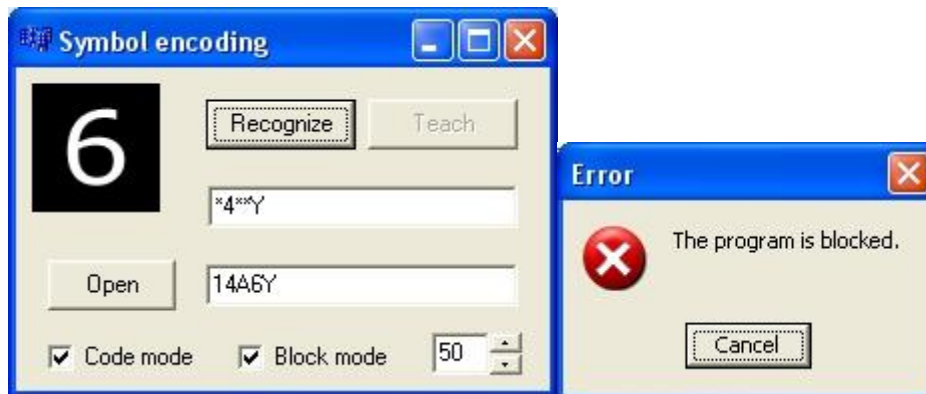 Symbol encoding
6
Recognize
Teach
*4**Y
Open
14A6Y
Code mode
Block mode
50
Error
The program is blocked.
Cancel